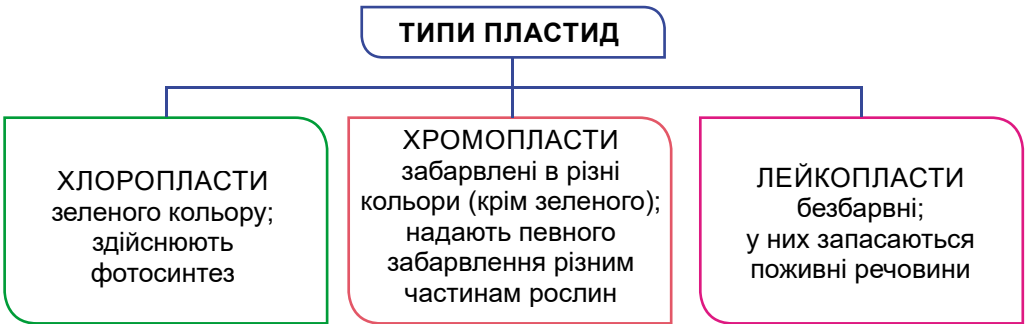 ТИПИ ПЛАСТИД
ХЛОРОПЛАСТИ
зеленого кольору;
здійснюють
фотосинтез
ХРОМОПЛАСТИ
забарвлені в різні
кольори (крім зеленого);
надають певного
забарвлення різним
частинам рослин
ЛЕЙКОПЛАСТИ
безбарвні;
у них запасаються
поживні речовини